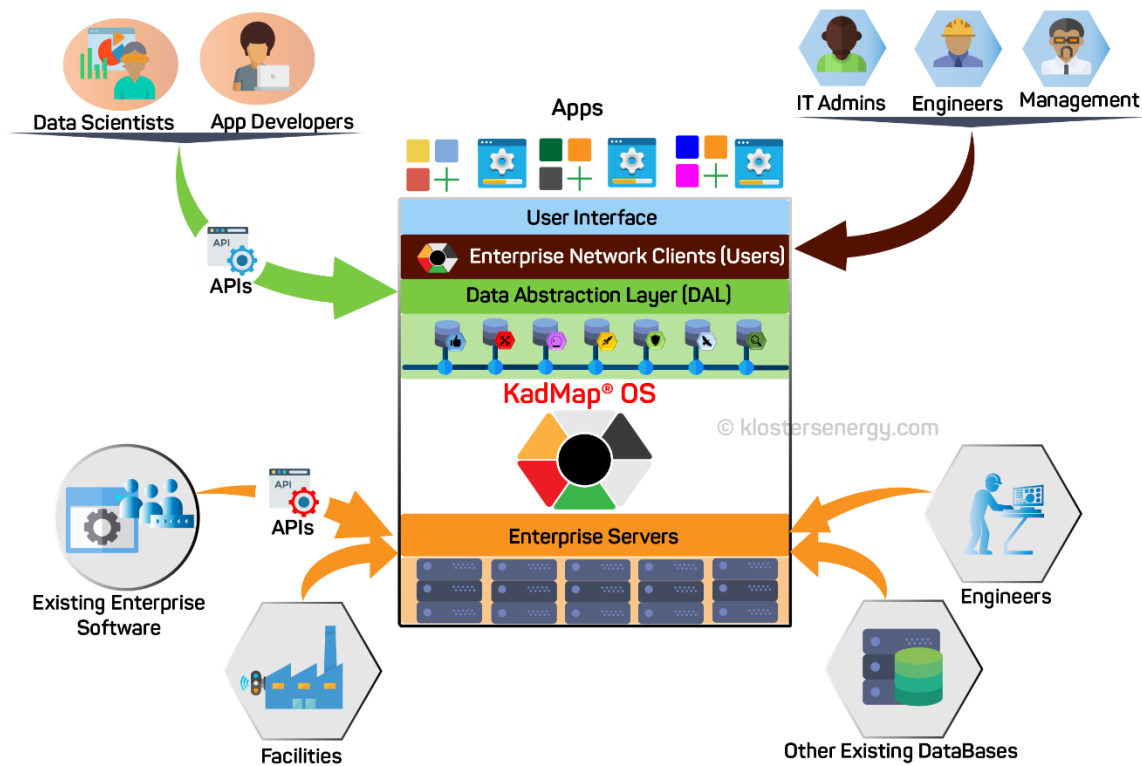 Data Scientists
App Developers
IT Admins
Engineers
Management
Apps
User Interface
Enterprise Network Clients (Users)
Data Abstraction Layer (DAL)
API
APIs
KadMap® OS
© klostersenergy.com
API
APIs
Enterprise Servers
Existing Enterprise
Software
Engineers
Facilities
Other Existing DataBases